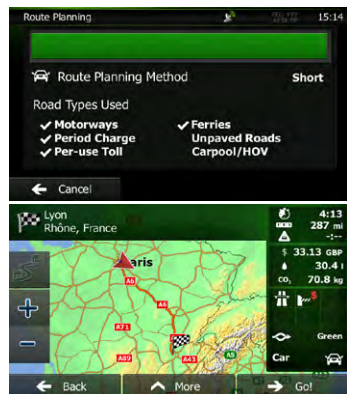 Route Planning
15:14
Route Planning Method
Short
Road Types Used
Motorways
Ferries
Period Charge
Unpaved Roads
Per-use Toll
Carpool/HOV
Cancel
Lyon
Rhône, France
4:13
287 mi
-:--
$ 33.13 GBP
30.4 l
CO₂ 70.8 kg
Green
Car
aris
A6
A6
A71
A89
A43
A5
Back
More
Go!